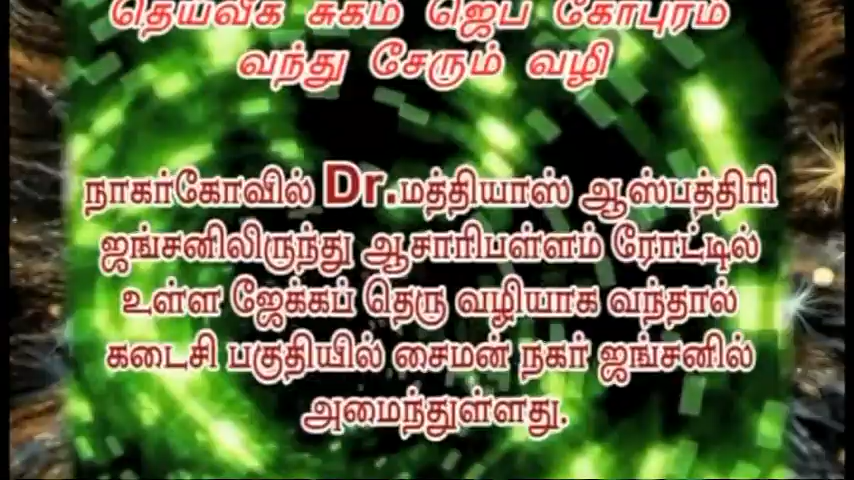 தெய்வீக சுகம் ஜெப கோபுரம்
வந்து சேரும் வழி
நாகர்கோவில் Dr.மத்தியாஸ் ஆஸ்பத்திரி
ஜங்சனிலிருந்து ஆசாரிபள்ளம் ரோட்டில்
உள்ள ஜேக்கப் தெரு வழியாக வந்தால்
கடைசி பகுதியில் சைமன் நகர் ஜங்சனில்
அமைந்துள்ளது.